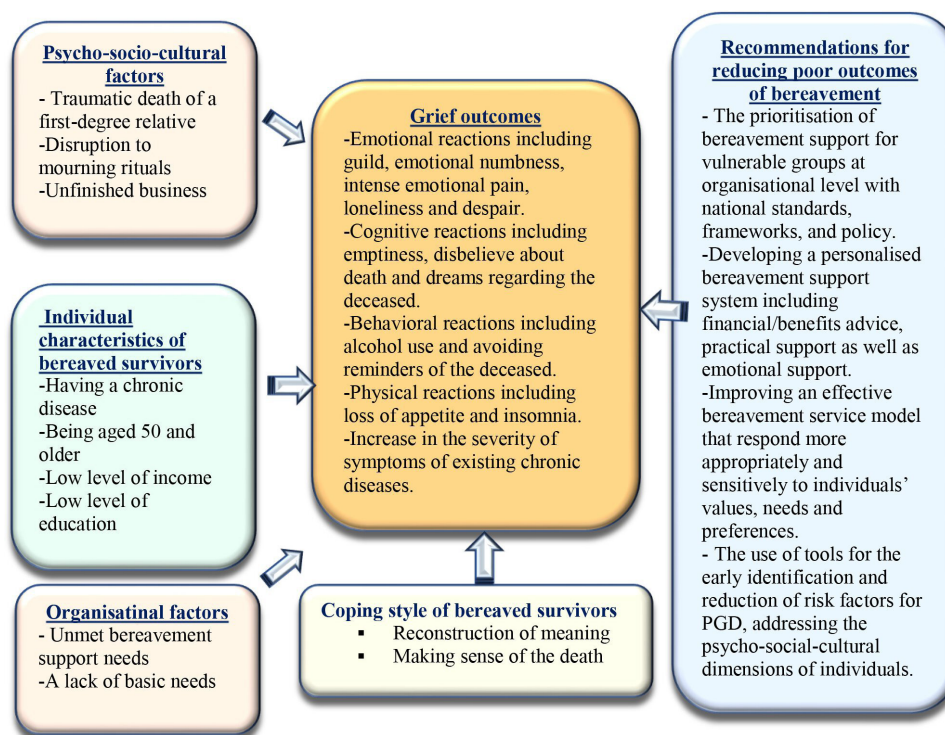 Psycho-socio-cultural
factors
- Traumatic death of a
first-degree relative
-Disruption to
mourning rituals
-Unfinished business
Individual
characteristics of
bereaved survivors
-Having a chronic
disease
-Being aged 50 and
older
-Low level of income
-Low level of
education
Organisatinal factors
- Unmet bereavement
support needs
-A lack of basic needs
Grief outcomes
-Emotional reactions including
guild, emotional numbness,
intense emotional pain,
loneliness and despair.
-Cognitive reactions including
emptiness, disbelieve about
death and dreams regarding the
deceased.
-Behavioral reactions including
alcohol use and avoiding
reminders of the deceased.
-Physical reactions including
loss of appetite and insomnia.
-Increase in the severity of
symptoms of existing chronic
diseases.
Coping style of bereaved survivors
▪ Reconstruction of meaning
▪ Making sense of the death
Recommendations for
reducing poor outcomes
of bereavement
- The prioritisation of
bereavement support for
vulnerable groups at
organisational level with
national standards,
frameworks, and policy.
-Developing a personalised
bereavement support
system including
financial/benefits advice,
practical support as well as
emotional support.
-Improving an effective
bereavement service model
that respond more
appropriately and
sensitively to individuals’
values, needs and
preferences.
- The use of tools for the
early identification and
reduction of risk factors for
PGD, addressing the
psycho-social-cultural
dimensions of individuals.